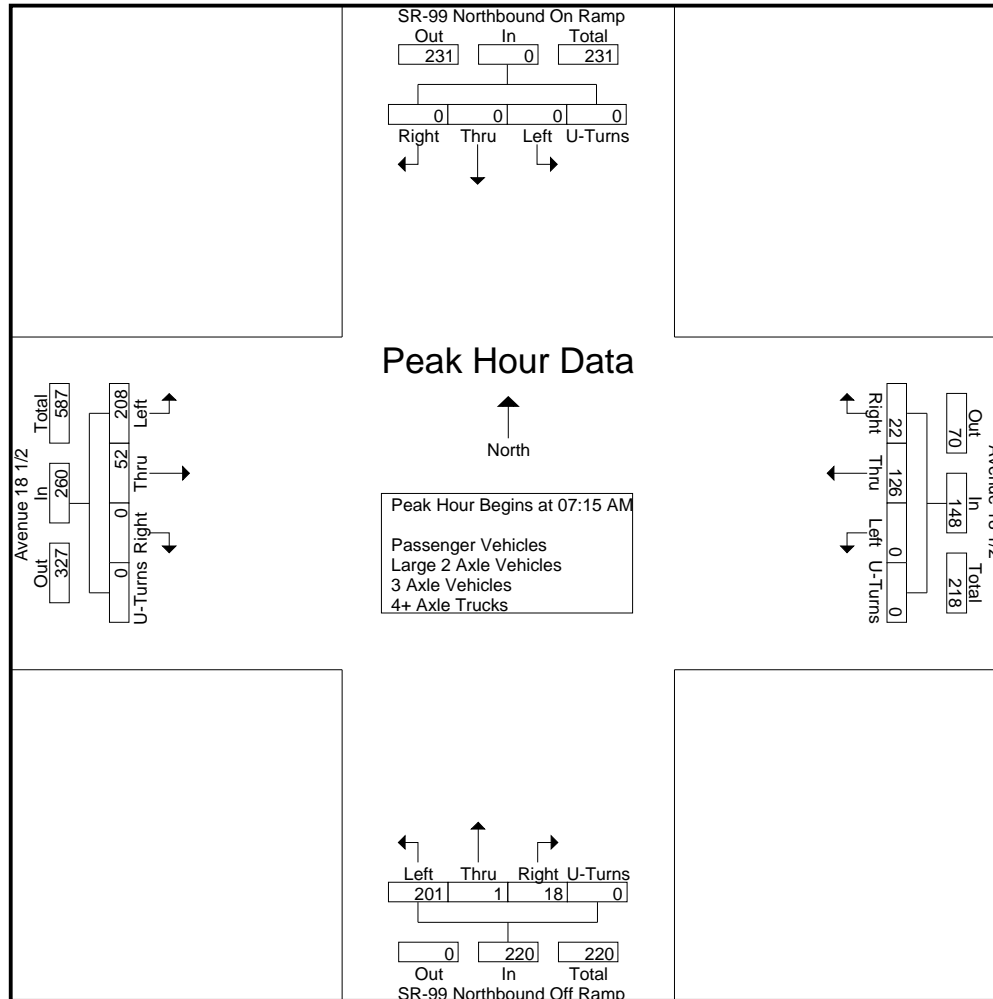 SR-99 Northbound On Ramp
Out In Total
231 0 231
0 0 0 0
Right Thru Left U-Turns
Peak Hour Data
North
Peak Hour Begins at 07:15 AM
Passenger Vehicles
Large 2 Axle Vehicles
3 Axle Vehicles
4+ Axle Trucks
Avenue 18 1/2
Out In Total
327 260 587
0 0 52 208
U-Turns Right Thru Left
Avenue 18 1/2
Out In Total
70 148 218
22 126 0 0
Right Thru Left U-Turns
Left Thru Right U-Turns
201 1 18 0
0 220 220
Out In Total
SR-99 Northbound Off Ramp